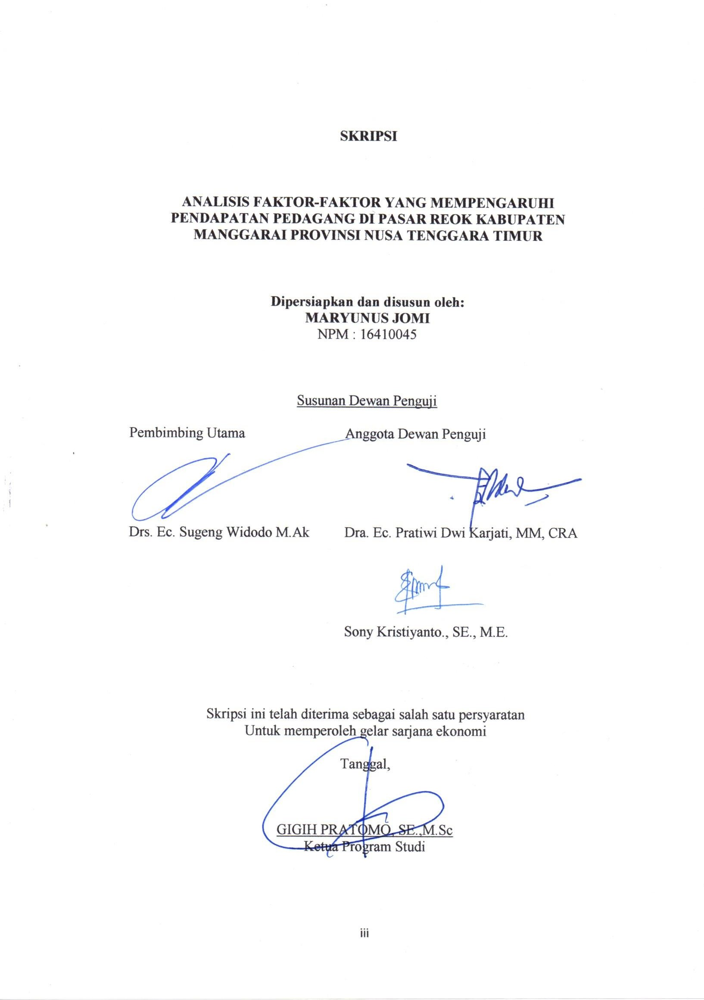 SKRIPSI
ANALISIS FAKTOR-FAKTOR YANG MEMPENGARUHI
PENDAPATAN PEDAGANG DI PASAR REOK KABUPATEN
MANGGARAI PROVINSI NUSA TENGGARA TIMUR
Dipersiapkan dan disusun oleh:
MARYUNUS JOMI
NPM : 16410045
Susunan Dewan Penguji
Pembimbing Utama
Anggota Dewan Penguji
Drs. Ec. Sugeng Widodo M.Ak
Dra. Ec. Pratiwi Dwi Karjati, MM, CRA
Sony Kristiyanto., SE., M.E.
Skripsi ini telah diterima sebagai salah satu persyaratan
Untuk memperoleh gelar sarjana ekonomi
Tanggal,
GIGIH PRATOMO, SE.,M.Sc
Ketua Program Studi
iii